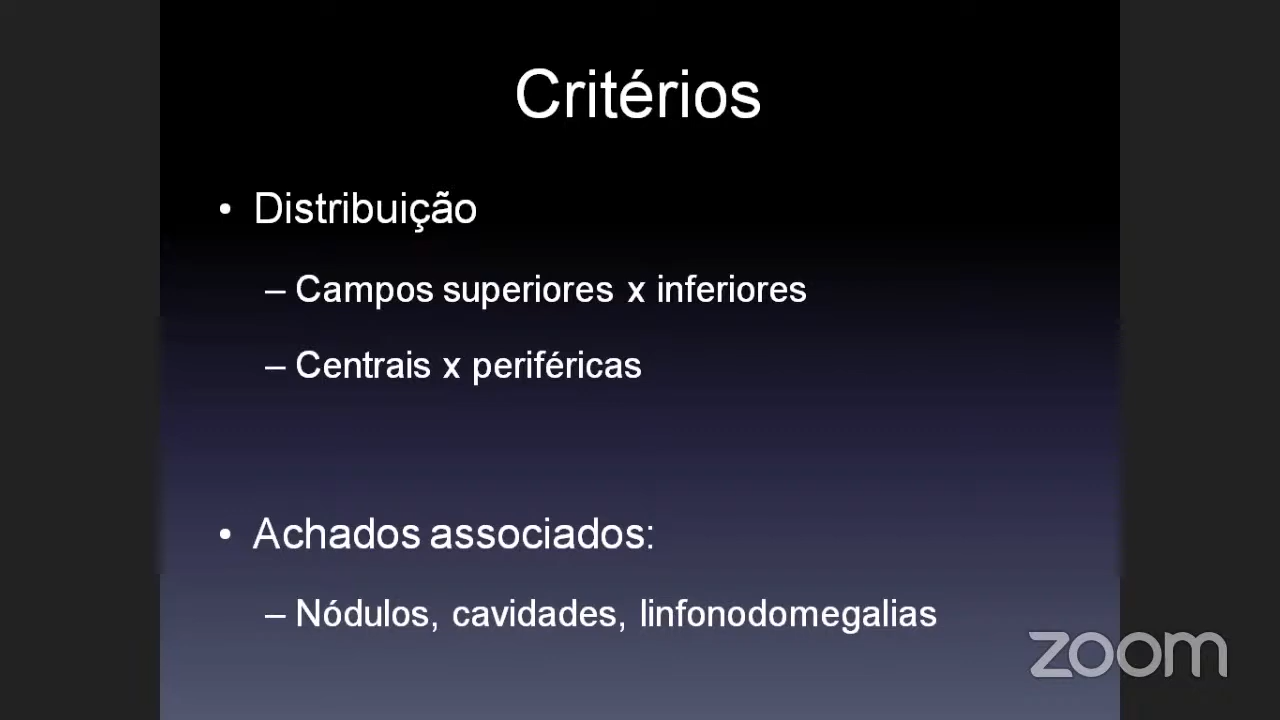 Critérios
• Distribuição
– Campos superiores x inferiores
– Centrais x periféricas
• Achados associados:
– Nódulos, cavidades, linfonodomegalias
zoom